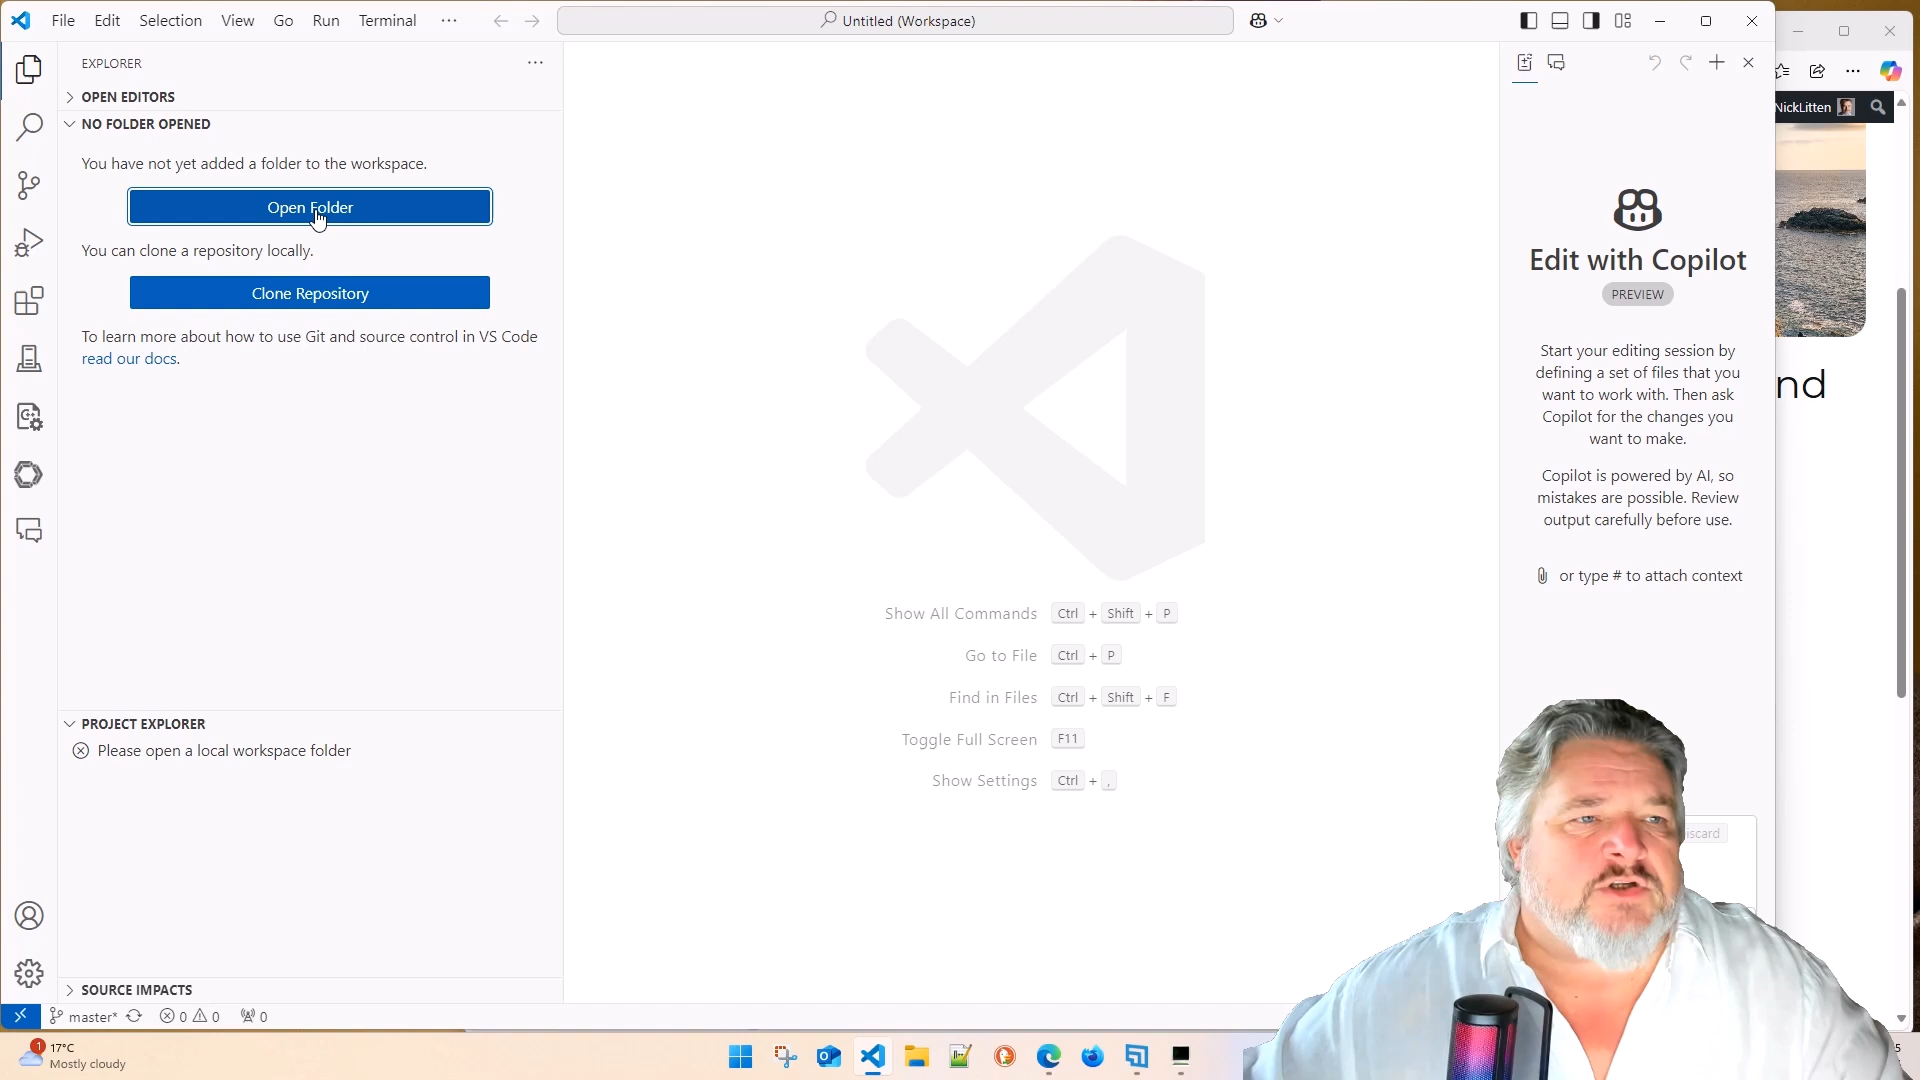 File Edit Selection View Go Run Terminal ···
Untitled (Workspace)
EXPLORER
OPEN EDITORS
NO FOLDER OPENED
You have not yet added a folder to the workspace.
Open Folder
You can clone a repository locally.
Clone Repository
To learn more about how to use Git and source control in VS Code
read our docs.
PROJECT EXPLORER
Please open a local workspace folder
SOURCE IMPACTS
master* 0 0 0
Show All Commands Ctrl + Shift + P
Go to File Ctrl + P
Find in Files Ctrl + Shift + F
Toggle Full Screen F11
Show Settings Ctrl + ,
Edit with Copilot
PREVIEW
Start your editing session by
defining a set of files that you
want to work with. Then ask
Copilot for the changes you
want to make.
Copilot is powered by AI, so
mistakes are possible. Review
output carefully before use.
or type # to attach context
iscard
NickLitten
nd
1
17°C
Mostly cloudy
5